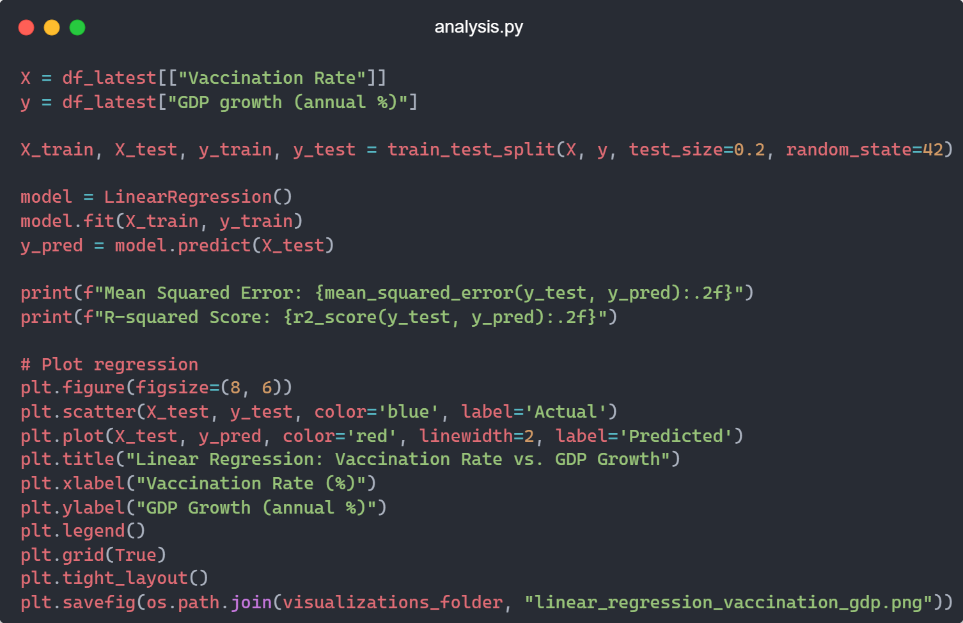 analysis.py
X = df_latest[["Vaccination Rate"]]
y = df_latest["GDP growth (annual %)"]
X_train, X_test, y_train, y_test = train_test_split(X, y, test_size=0.2, random_state=42)
model = LinearRegression()
model.fit(X_train, y_train)
y_pred = model.predict(X_test)
print(f"Mean Squared Error: {mean_squared_error(y_test, y_pred):.2f}")
print(f"R-squared Score: {r2_score(y_test, y_pred):.2f}")
# Plot regression
plt.figure(figsize=(8, 6))
plt.scatter(X_test, y_test, color='blue', label='Actual')
plt.plot(X_test, y_pred, color='red', linewidth=2, label='Predicted')
plt.title("Linear Regression: Vaccination Rate vs. GDP Growth")
plt.xlabel("Vaccination Rate (%)")
plt.ylabel("GDP Growth (annual %)")
plt.legend()
plt.grid(True)
plt.tight_layout()
plt.savefig(os.path.join(visualizations_folder, "linear_regression_vaccination_gdp.png"))